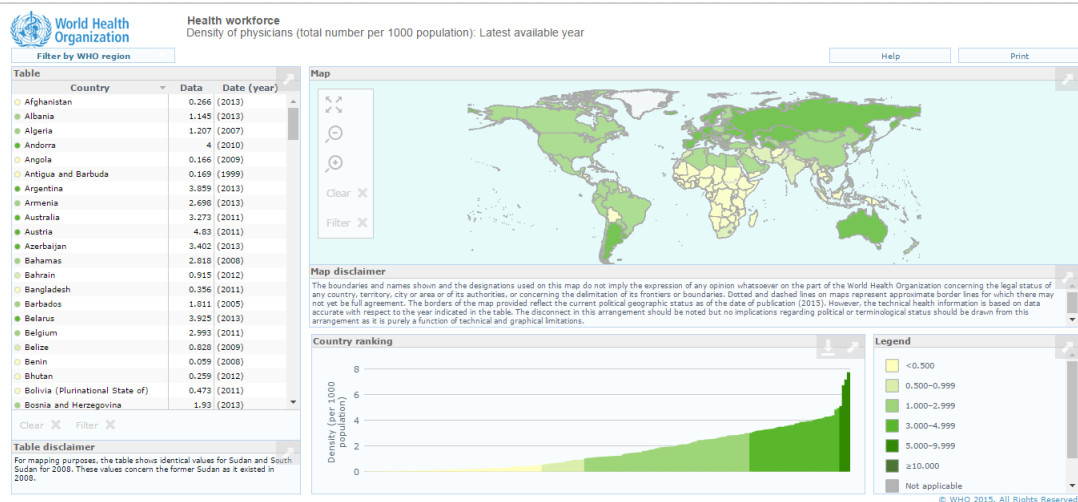 World Health
Organization
Health workforce
Density of physicians (total number per 1000 population): Latest available year
Filter by WHO region
Help
Print
Table
Country Data Date (year)
Afghanistan 0.266 (2013)
Albania 1.145 (2013)
Algeria 1.207 (2007)
Andorra 4 (2010)
Angola 0.166 (2009)
Antigua and Barbuda 0.169 (1999)
Argentina 3.859 (2013)
Armenia 2.698 (2013)
Australia 3.273 (2011)
Austria 4.83 (2011)
Azerbaijan 3.402 (2013)
Bahamas 2.818 (2008)
Bahrain 0.915 (2012)
Bangladesh 0.356 (2011)
Barbados 1.811 (2005)
Belarus 3.925 (2013)
Belgium 2.993 (2011)
Belize 0.828 (2009)
Benin 0.059 (2008)
Bhutan 0.259 (2012)
Bolivia (Plurinational State of) 0.473 (2011)
Bosnia and Herzegovina 1.93 (2013)
Clear Filter
Table disclaimer
For mapping purposes, the table shows identical values for Sudan and South
Sudan for 2008. These values concern the former Sudan as it existed in
2008.
Map
Clear
Filter
Map disclaimer
The boundaries and names shown and the designations used on this map do not imply the expression of any opinion whatsoever on the part of the World Health Organization concerning the legal status of
any country, territory, city or area or of its authorities, or concerning the delimitation of its frontiers or boundaries. Dotted and dashed lines on maps represent approximate border lines for which there may
not yet be full agreement. The borders of the map provided reflect the current political geographic status as of the date of publication (2015). However, the technical health information is based on data
accurate with respect to the year indicated in the table. The disconnect in this arrangement should be noted but no implications regarding political or terminological status should be drawn from this
arrangement as it is purely a function of technical and graphical limitations.
Country ranking
Density (per 1000
population)
8
6
4
2
0
Legend
<0.500
0.500–0.999
1.000–2.999
3.000–4.999
5.000–9.999
≥10.000
Not applicable
© WHO 2015. All Rights Reserved